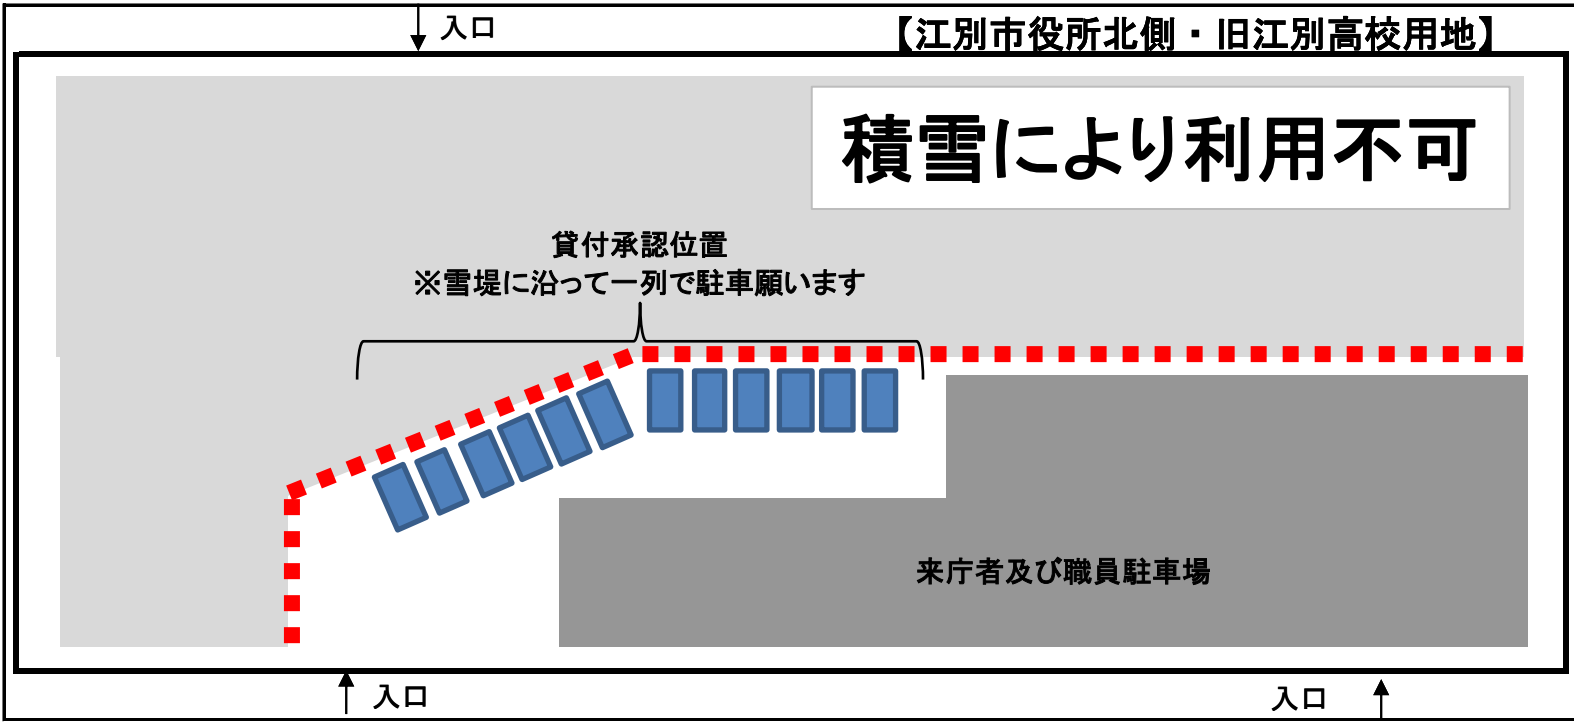 入口
【江別市役所北側・旧江別高校用地】
積雪により利用不可
貸付承認位置
※雪堤に沿って一列で駐車願います
来庁者及び職員駐車場
入口
入口